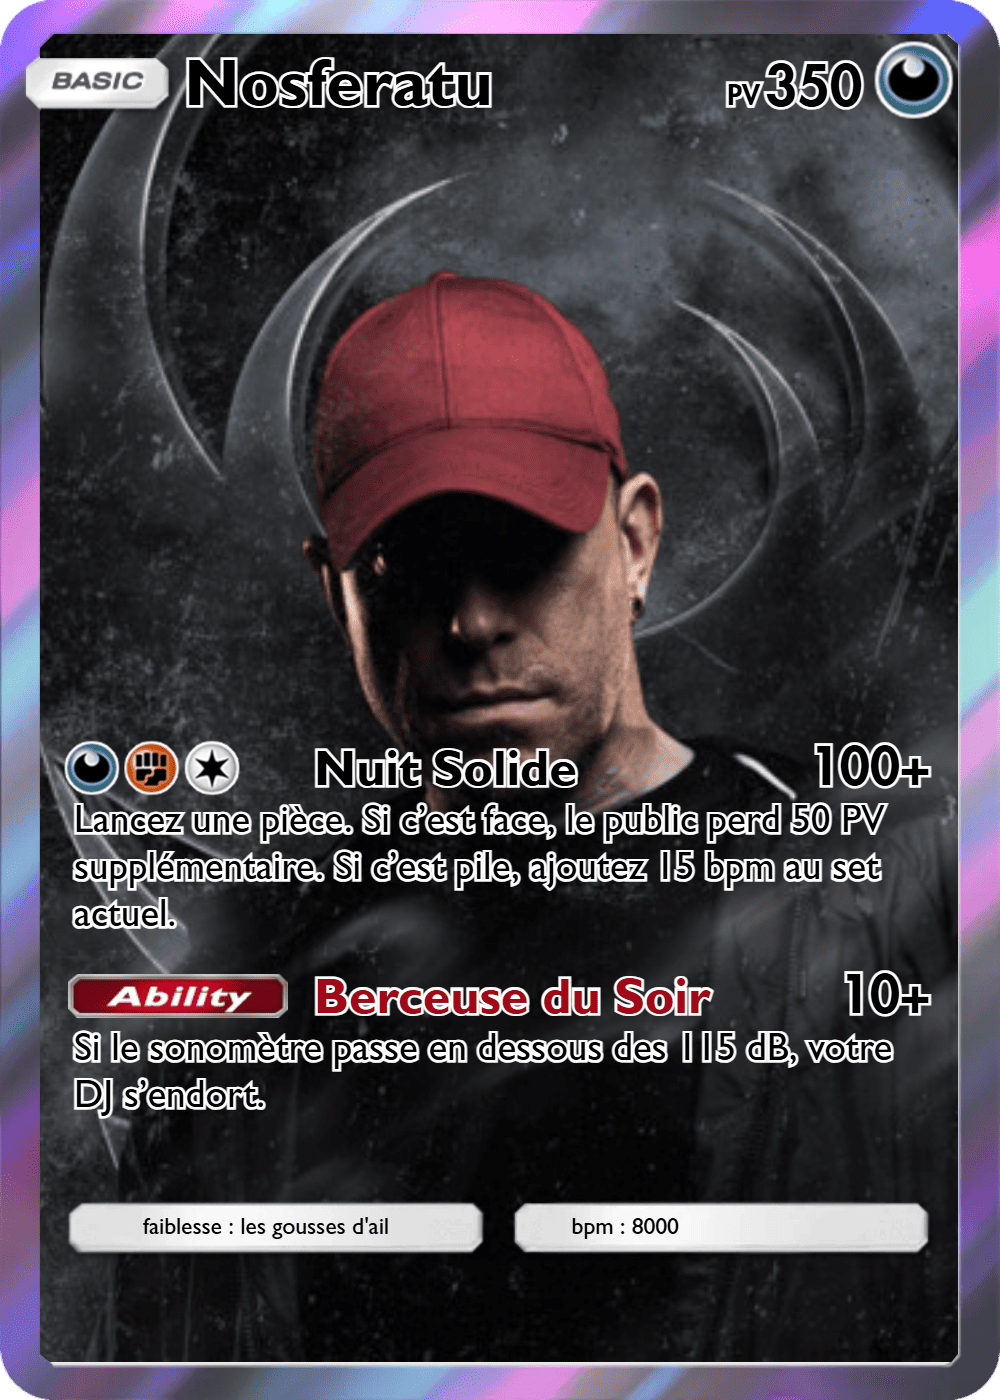 BASIC Nosferatu PV 350
Nuit Solide 100+
Lancez une pièce. Si c’est face, le public perd 50 PV
supplémentaire. Si c’est pile, ajoutez 15 bpm au set
actuel.
Ability Berceuse du Soir 10+
Si le sonomètre passe en dessous des 115 dB, votre
DJ s’endort.
faiblesse : les gousses d'ail bpm : 8000